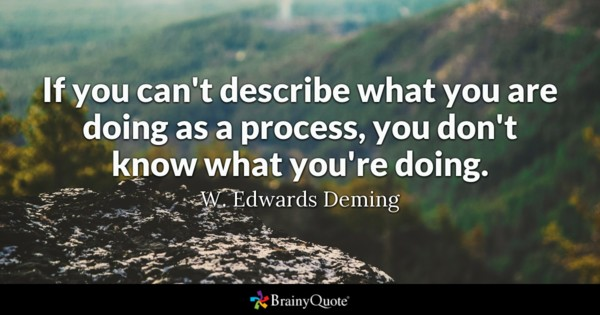 If you can't describe what you are
doing as a process, you don't
know what you're doing.
W. Edwards Deming
BrainyQuote®